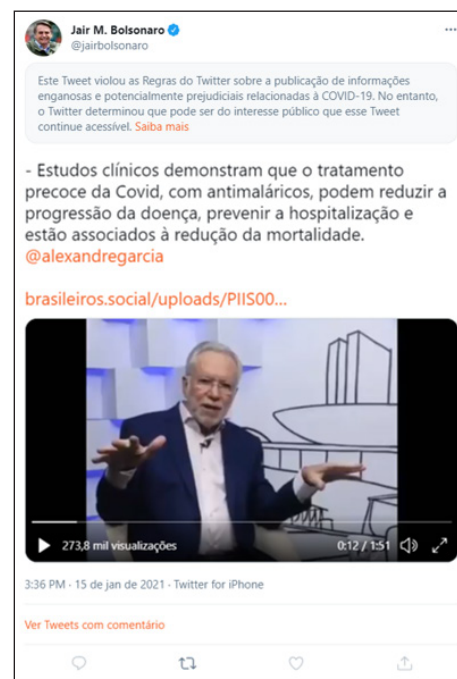 Jair M. Bolsonaro
@jairbolsonaro
Este Tweet violou as Regras do Twitter sobre a publicação de informações
enganosas e potencialmente prejudiciais relacionadas à COVID-19. No entanto,
o Twitter determinou que pode ser do interesse público que esse Tweet
continue acessível. Saiba mais
- Estudos clínicos demonstram que o tratamento
precoce da Covid, com antimaláricos, podem reduzir a
progressão da doença, prevenir a hospitalização e
estão associados à redução da mortalidade.
@alexandregarcia
brasileiros.social/uploads/PIIS00...
273,8 mil visualizações
0:12 / 1:51
3:36 PM · 15 de jan de 2021 · Twitter for iPhone
Ver Tweets com comentário